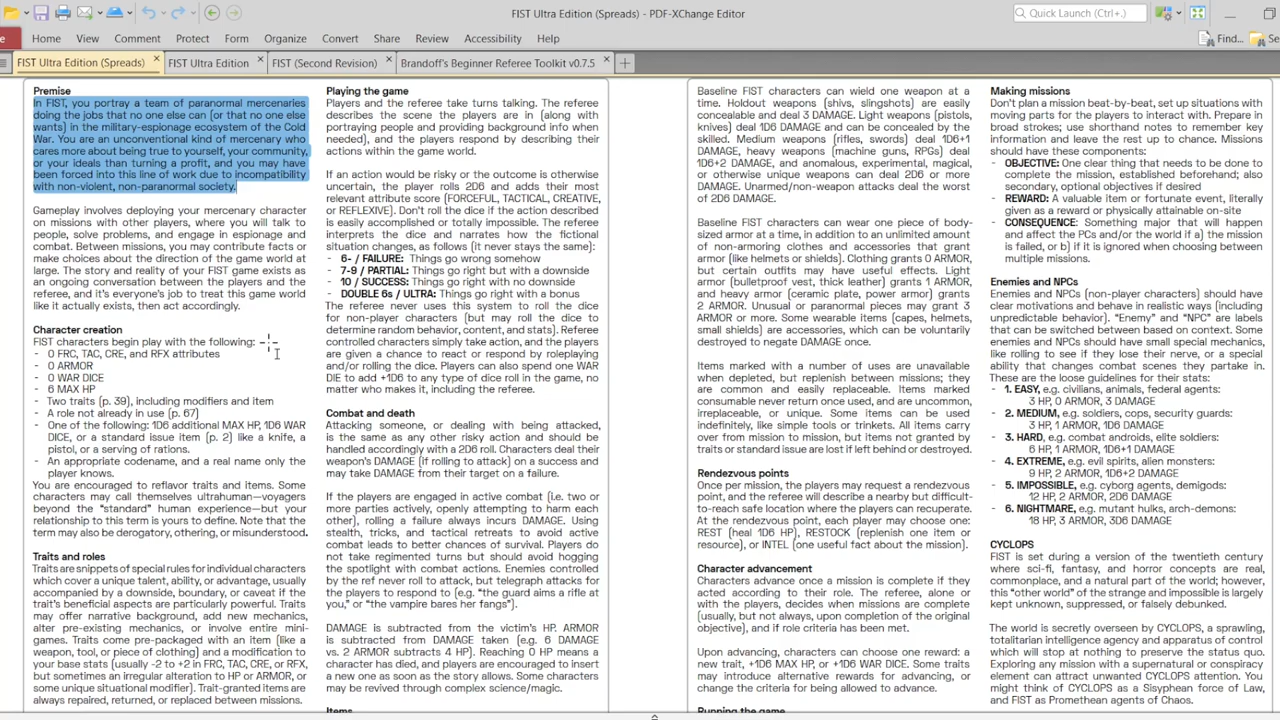 FIST Ultra Edition (Spreads) - PDF-XChange Editor
Quick Launch (Ctrl+.)
Home
View
Comment
Protect
Form
Organize
Convert
Share
Review
Accessibility
Help
Find...
FIST Ultra Edition (Spreads)
FIST Ultra Edition
FIST (Second Revision)
Brandoff's Beginner Referee Toolkit v0.7.5
Premise
In FIST, you portray a team of paranormal mercenaries
doing the jobs that no one else can (or that no one else
wants) in the military-espionage ecosystem of the Cold
War. You are an unconventional kind of mercenary who
cares more about being true to yourself, your community,
or your ideals than turning a profit, and you may have
been forced into this line of work due to incompatibility
with non-violent, non-paranormal society.
Gameplay involves deploying your mercenary character
on missions with other players, where you will talk to
people, solve problems, and engage in espionage and
combat. Between missions, you may contribute facts or
make choices about the direction of the game world at
large. The story and reality of your FIST game exists as
an ongoing conversation between the players and the
referee, and it's everyone's job to treat this game world
like it actually exists, then act accordingly.
Character creation
FIST characters begin play with the following:
- 0 FRC, TAC, CRE, and RFX attributes
- 0 ARMOR
- 0 WAR DICE
- 6 MAX HP
- Two traits (p. 39), including modifiers and item
- A role not already in use (p. 67)
- One of the following: 1D6 additional MAX HP, 1D6 WAR
DICE, or a standard issue item (p. 2) like a knife, a
pistol, or a serving of rations.
- An appropriate codename, and a real name only the
player knows.
You are encouraged to reflavor traits and items. Some
characters may call themselves ultrahuman—voyagers
beyond the “standard” human experience—but your
relationship to this term is yours to define. Note that the
term may also be derogatory, othering, or misunderstood.
Traits and roles
Traits are snippets of special rules for individual characters
which cover a unique talent, ability, or advantage, usually
accompanied by a downside, boundary, or caveat if the
trait's beneficial aspects are particularly powerful. Traits
may offer narrative background, add new mechanics,
alter pre-existing mechanics, or involve entire mini-
games. Traits come pre-packaged with an item (like a
weapon, tool, or piece of clothing) and a modification to
your base stats (usually -2 to +2 in FRC, TAC, CRE, or RFX,
but sometimes an irregular alteration to HP or ARMOR, or
some unique situational modifier). Trait-granted items are
always repaired, returned, or replaced between missions.
Playing the game
Players and the referee take turns talking. The referee
describes the scene the players are in (along with
portraying people and providing background info when
needed), and the players respond by describing their
actions within the game world.
If an action would be risky or the outcome is otherwise
uncertain, the player rolls 2D6 and adds their most
relevant attribute score (FORCEFUL, TACTICAL, CREATIVE,
or REFLEXIVE). Don't roll the dice if the action described
is easily accomplished or totally impossible. The referee
interprets the dice and narrates how the fictional
situation changes, as follows (it never stays the same):
- 6- / FAILURE: Things go wrong somehow
- 7-9 / PARTIAL: Things go right but with a downside
- 10 / SUCCESS: Things go right with no downside
- DOUBLE 6s / ULTRA: Things go right with a bonus
The referee never uses this system to roll the dice
for non-player characters (but may roll the dice to
determine random behavior, content, and stats). Referee
controlled characters simply take action, and the players
are given a chance to react or respond by roleplaying
and/or rolling the dice. Players can also spend one WAR
DIE to add +1D6 to any type of dice roll in the game, no
matter who makes it, including the referee.
Combat and death
Attacking someone, or dealing with being attacked,
is the same as any other risky action and should be
handled accordingly with a 2D6 roll. Characters deal their
weapon's DAMAGE (if rolling to attack) on a success and
may take DAMAGE from their target on a failure.
If the players are engaged in active combat (i.e. two or
more parties actively, openly attempting to harm each
other), rolling a failure always incurs DAMAGE. Using
stealth, tricks, and tactical retreats to avoid active
combat leads to better chances of survival. Players do
not take regimented turns but should avoid hogging
the spotlight with combat actions. Enemies controlled
by the ref never roll to attack, but telegraph attacks for
the players to respond to (e.g. “the guard aims a rifle at
you,” or “the vampire bares her fangs”).
DAMAGE is subtracted from the victim's HP. ARMOR
is subtracted from DAMAGE taken (e.g. 6 DAMAGE
vs. 2 ARMOR subtracts 4 HP). Reaching 0 HP means a
character has died, and players are encouraged to insert
a new one as soon as the story allows. Some characters
may be revived through complex science/magic.
Items
Baseline FIST characters can wield one weapon at a
time. Holdout weapons (shivs, slingshots) are easily
concealable and deal 3 DAMAGE. Light weapons (pistols,
knives) deal 1D6 DAMAGE and can be concealed by the
skilled. Medium weapons (rifles, swords) deal 1D6+1
DAMAGE, heavy weapons (machine guns, RPGs) deal
1D6+2 DAMAGE, and anomalous, experimental, magical,
or otherwise unique weapons can deal 2D6 or more
DAMAGE. Unarmed/non-weapon attacks deal the worst
of 2D6 DAMAGE.
Baseline FIST characters can wear one piece of body-
sized armor at a time, in addition to an unlimited amount
of non-armoring clothes and accessories that grant
armor (like helmets or shields). Clothing grants 0 ARMOR,
but certain outfits may have useful effects. Light
armor (bulletproof vest, thick leather) grants 1 ARMOR,
and heavy armor (ceramic plate, power armor) grants
2 ARMOR. Unusual or paranormal pieces may grant 3
ARMOR or more. Some wearable items (capes, helmets,
small shields) are accessories, which can be voluntarily
destroyed to negate DAMAGE once.
Items marked with a number of uses are unavailable
when depleted, but replenish between missions; they
are common and easily replaceable. Items marked
consumable never return once used, and are uncommon,
irreplaceable, or unique. Some items can be used
indefinitely, like simple tools or trinkets. All items carry
over from mission to mission, but items not granted by
traits or standard issue are lost if left behind or destroyed.
Rendezvous points
Once per mission, the players may request a rendezvous
point, and the referee will describe a nearby but difficult-
to-reach safe location where the players can recuperate.
At the rendezvous point, each player may choose one:
REST (heal 1D6 HP), RESTOCK (replenish one item or
resource), or INTEL (one useful fact about the mission).
Character advancement
Characters advance once a mission is complete if they
acted according to their role. The referee, alone or
with the players, decides when missions are complete
(usually, but not always, upon completion of the original
objective), and if role criteria has been met.
Upon advancing, characters can choose one reward: a
new trait, +1D6 MAX HP, or +1D6 WAR DICE. Some traits
may introduce alternative rewards for advancing, or
change the criteria for being allowed to advance.
Running the game
Making missions
Don't plan a mission beat-by-beat, set up situations with
moving parts for the players to interact with. Prepare in
broad strokes; use shorthand notes to remember key
information and leave the rest up to chance. Missions
should have these components:
- OBJECTIVE: One clear thing that needs to be done to
complete the mission, established beforehand; also
secondary, optional objectives if desired
- REWARD: A valuable item or fortunate event, literally
given as a reward or physically attainable on-site
- CONSEQUENCE: Something major that will happen
and affect the PCs and/or the world if a) the mission
is failed, or b) if it is ignored when choosing between
multiple missions.
Enemies and NPCs
Enemies and NPCs (non-player characters) should have
clear motivations and behave in realistic ways (including
unpredictable behavior). “Enemy” and “NPC” are labels
that can be switched between based on context. Some
enemies and NPCs should have small special mechanics,
like rolling to see if they lose their nerve, or a special
ability that changes combat scenes they partake in.
These are the loose guidelines for their stats:
- 1. EASY, e.g. civilians, animals, federal agents:
3 HP, 0 ARMOR, 3 DAMAGE
- 2. MEDIUM, e.g. soldiers, cops, security guards:
3 HP, 1 ARMOR, 1D6 DAMAGE
- 3. HARD, e.g. combat androids, elite soldiers:
6 HP, 1 ARMOR, 1D6+1 DAMAGE
- 4. EXTREME, e.g. evil spirits, alien monsters:
9 HP, 2 ARMOR, 1D6+2 DAMAGE
- 5. IMPOSSIBLE, e.g. cyborg agents, demigods:
12 HP, 2 ARMOR, 2D6 DAMAGE
- 6. NIGHTMARE, e.g. mutant hulks, arch-demons:
18 HP, 3 ARMOR, 3D6 DAMAGE
CYCLOPS
FIST is set during a version of the twentieth century
where sci-fi, fantasy, and horror concepts are real,
commonplace, and a natural part of the world; however,
this “other world” of the strange and impossible is largely
kept unknown, suppressed, or falsely debunked.
The world is secretly overseen by CYCLOPS, a sprawling,
totalitarian intelligence agency and apparatus of control
which will stop at nothing to preserve the status quo.
Exploring any mission with a supernatural or conspiracy
element can attract unwanted CYCLOPS attention. You
might think of CYCLOPS as a Sisyphean force of Law,
and FIST as Promethean agents of Chaos.